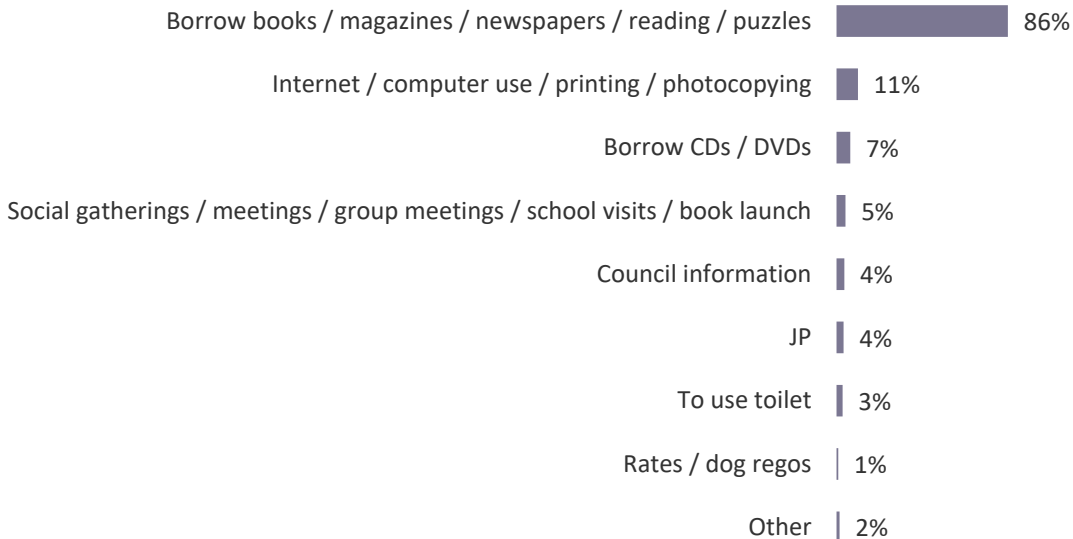 Borrow books / magazines / newspapers / reading / puzzles 86%
Internet / computer use / printing / photocopying 11%
Borrow CDs / DVDs 7%
Social gatherings / meetings / group meetings / school visits / book launch 5%
Council information 4%
JP 4%
To use toilet 3%
Rates / dog regos 1%
Other 2%